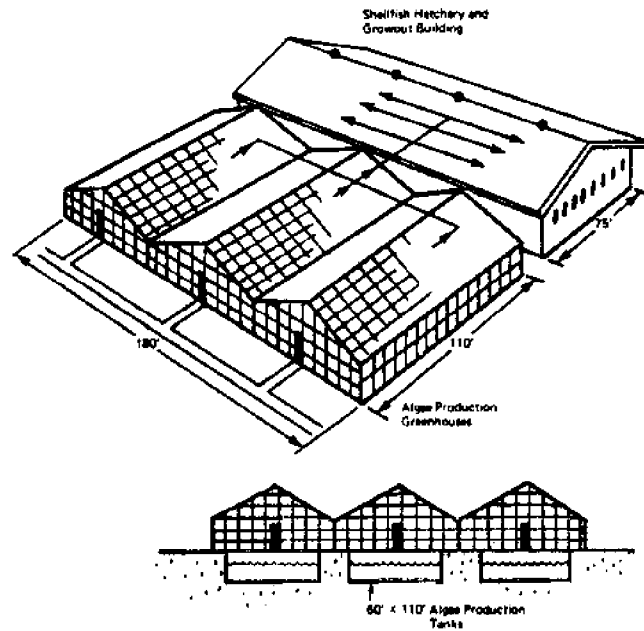 Shellfish Hatchery and
Growout Building
75'
180'
110'
Algae Production
Greenhouses
60' × 110' Algae Production
Tanks